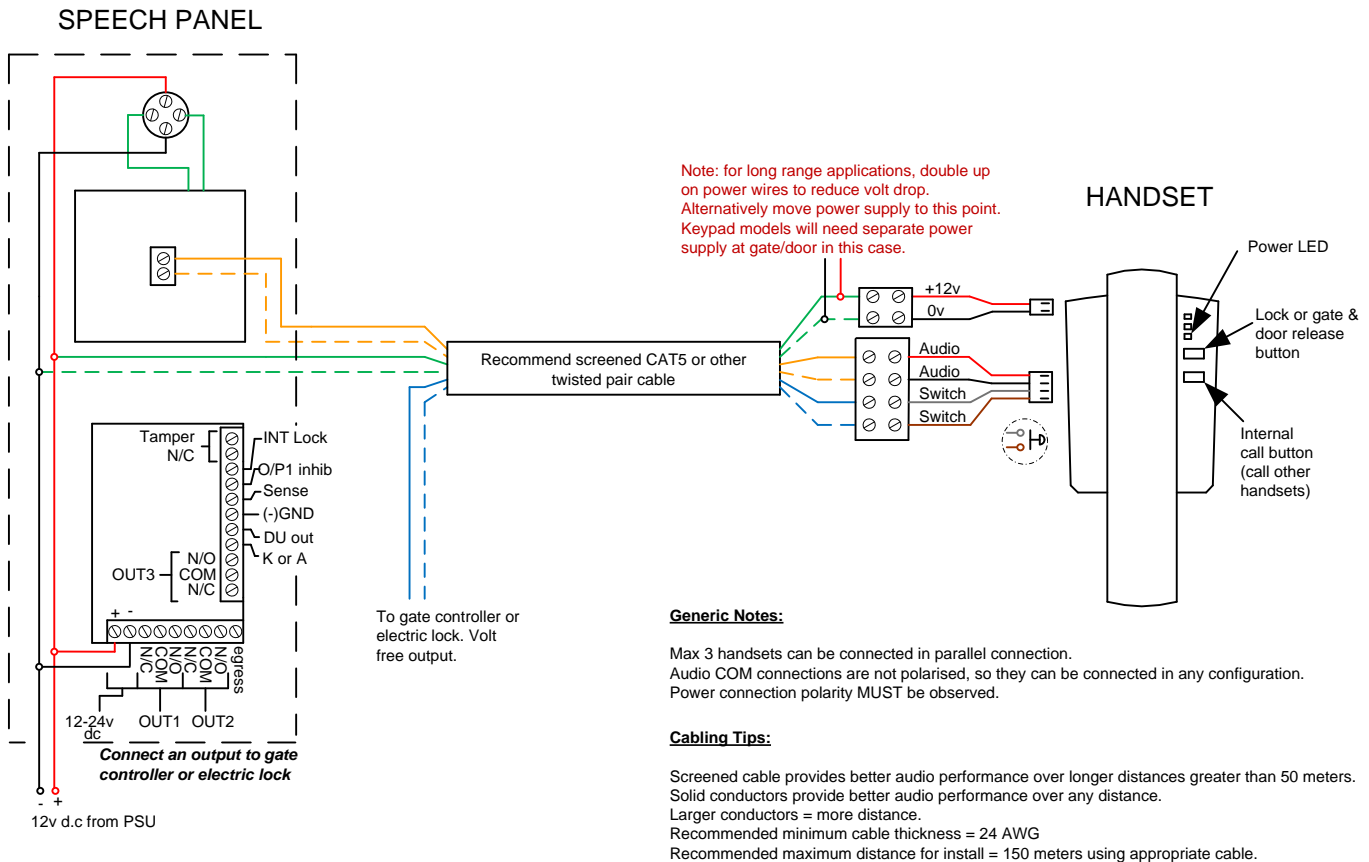 SPEECH PANEL
Note: for long range applications, double up
on power wires to reduce volt drop.
Alternatively move power supply to this point.
Keypad models will need separate power
supply at gate/door in this case.
HANDSET
Power LED
+12v
0v
Lock or gate &
door release
button
Recommend screened CAT5 or other
twisted pair cable
Audio
Audio
Switch
Switch
Internal
call button
(call other
handsets)
Tamper
N/C
INT Lock
O/P1 inhib
Sense
(-)GND
DU out
K or A
OUT3
N/O
COM
N/C
+ -
N/C
COM
N/O
N/C
COM
N/O
egress
12-24v
dc
OUT1
OUT2
Connect an output to gate
controller or electric lock
- +
12v d.c from PSU
To gate controller or
electric lock. Volt
free output.
Generic Notes:
Max 3 handsets can be connected in parallel connection.
Audio COM connections are not polarised, so they can be connected in any configuration.
Power connection polarity MUST be observed.
Cabling Tips:
Screened cable provides better audio performance over longer distances greater than 50 meters.
Solid conductors provide better audio performance over any distance.
Larger conductors = more distance.
Recommended minimum cable thickness = 24 AWG
Recommended maximum distance for install = 150 meters using appropriate cable.